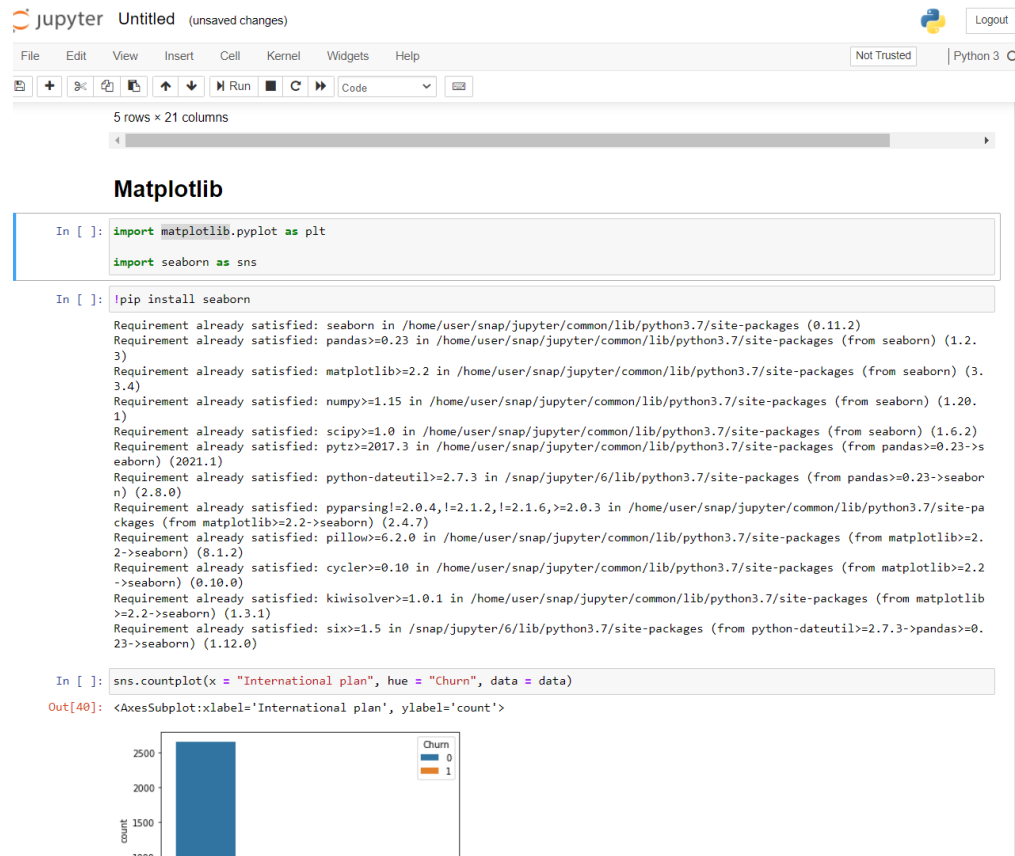 jupyter Untitled (unsaved changes)
Logout
File Edit View Insert Cell Kernel Widgets Help
Not Trusted
Python 3
Run
Code
5 rows × 21 columns
Matplotlib
In [ ]: import matplotlib.pyplot as plt
import seaborn as sns
In [ ]: !pip install seaborn
Requirement already satisfied: seaborn in /home/user/snap/jupyter/common/lib/python3.7/site-packages (0.11.2)
Requirement already satisfied: pandas>=0.23 in /home/user/snap/jupyter/common/lib/python3.7/site-packages (from seaborn) (1.2.
3)
Requirement already satisfied: matplotlib>=2.2 in /home/user/snap/jupyter/common/lib/python3.7/site-packages (from seaborn) (3.
3.4)
Requirement already satisfied: numpy>=1.15 in /home/user/snap/jupyter/common/lib/python3.7/site-packages (from seaborn) (1.20.
1)
Requirement already satisfied: scipy>=1.0 in /home/user/snap/jupyter/common/lib/python3.7/site-packages (from seaborn) (1.6.2)
Requirement already satisfied: pytz>=2017.3 in /home/user/snap/jupyter/common/lib/python3.7/site-packages (from pandas>=0.23->s
eaborn) (2021.1)
Requirement already satisfied: python-dateutil>=2.7.3 in /snap/jupyter/6/lib/python3.7/site-packages (from pandas>=0.23->seabor
n) (2.8.0)
Requirement already satisfied: pyparsing!=2.0.4,!=2.1.2,!=2.1.6,>=2.0.3 in /home/user/snap/jupyter/common/lib/python3.7/site-pa
ckages (from matplotlib>=2.2->seaborn) (2.4.7)
Requirement already satisfied: pillow>=6.2.0 in /home/user/snap/jupyter/common/lib/python3.7/site-packages (from matplotlib>=2.
2->seaborn) (8.1.2)
Requirement already satisfied: cycler>=0.10 in /home/user/snap/jupyter/common/lib/python3.7/site-packages (from matplotlib>=2.2
->seaborn) (0.10.0)
Requirement already satisfied: kiwisolver>=1.0.1 in /home/user/snap/jupyter/common/lib/python3.7/site-packages (from matplotlib
>=2.2->seaborn) (1.3.1)
Requirement already satisfied: six>=1.5 in /snap/jupyter/6/lib/python3.7/site-packages (from python-dateutil>=2.7.3->pandas>=0.
23->seaborn) (1.12.0)
In [ ]: sns.countplot(x = "International plan", hue = "Churn", data = data)
Out[40]: <AxesSubplot:xlabel='International plan', ylabel='count'>
Churn
0
1
2500
2000
1500
1000
count